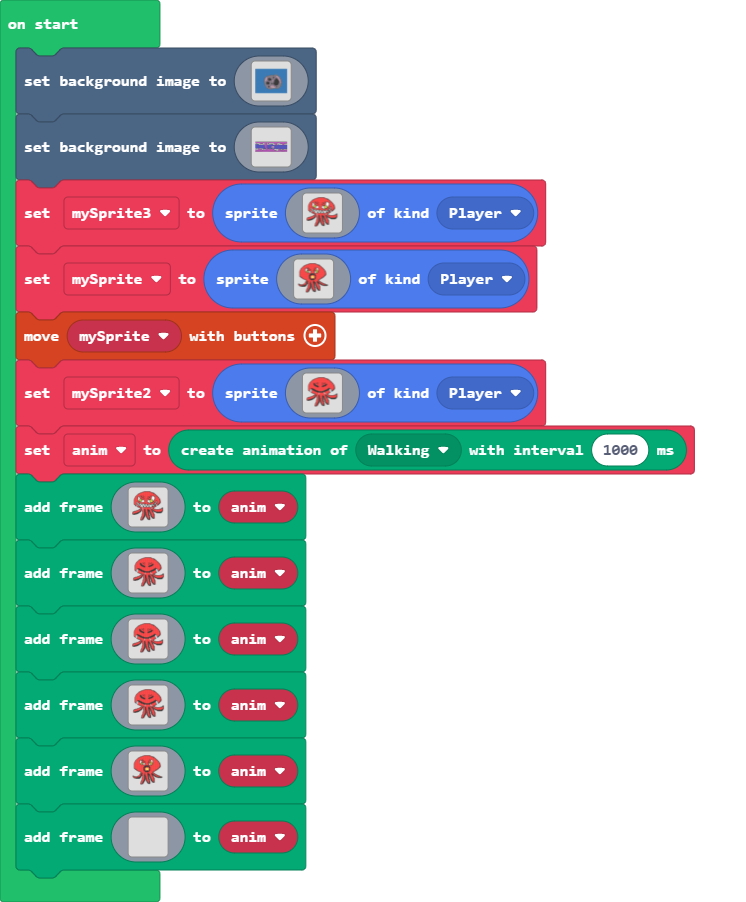 on start
set background image to
set background image to
set mySprite3 to sprite of kind Player
set mySprite to sprite of kind Player
move mySprite with buttons
set mySprite2 to sprite of kind Player
set anim to create animation of Walking with interval 1000 ms
add frame to anim
add frame to anim
add frame to anim
add frame to anim
add frame to anim
add frame to anim